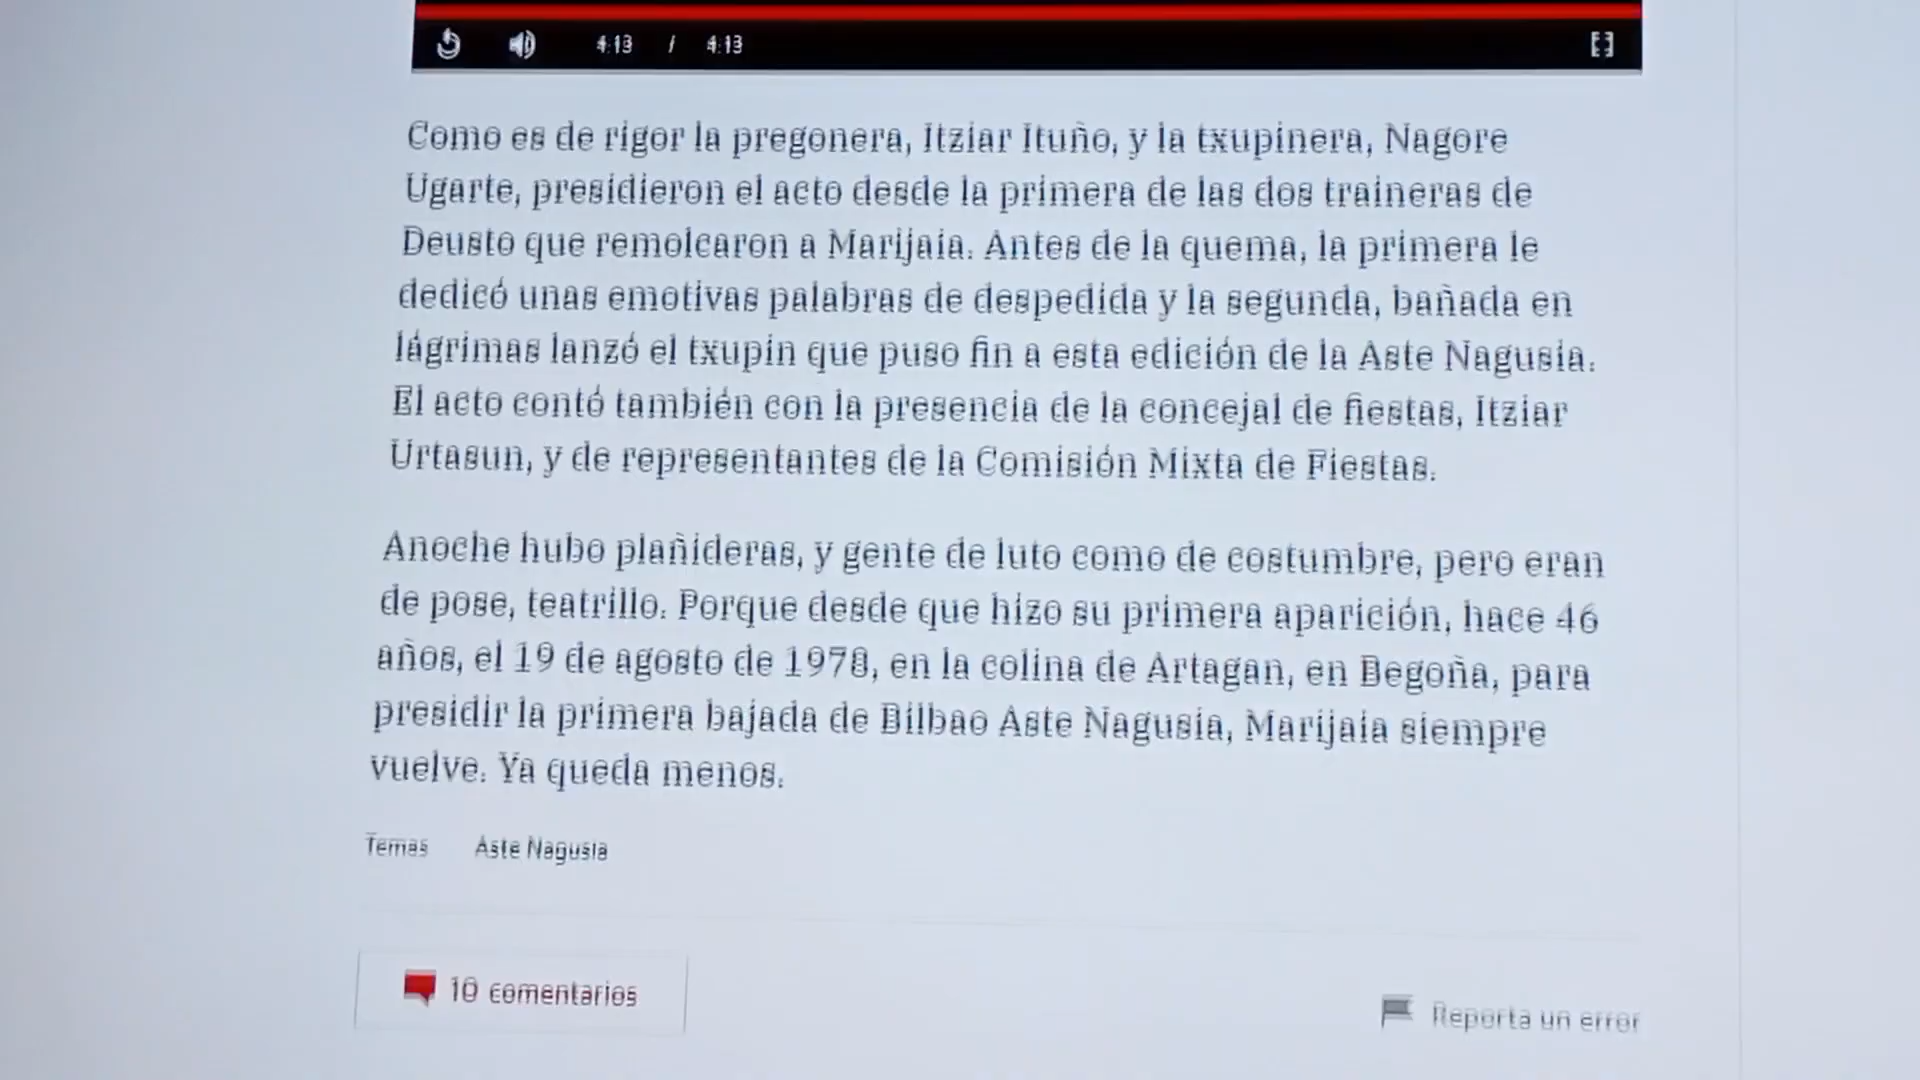 4:13 / 4:13
Como es de rigor la pregonera, Itziar Ituño, y la txupinera, Nagore
Ugarte, presidieron el acto desde la primera de las dos traineras de
Deusto que remolcaron a Marijaia. Antes de la quema, la primera le
dedicó unas emotivas palabras de despedida y la segunda, bañada en
lágrimas lanzó el txupin que puso fin a esta edición de la Aste Nagusia.
El acto contó también con la presencia de la concejal de fiestas, Itziar
Urtasun, y de representantes de la Comisión Mixta de Fiestas.
Anoche hubo plañideras, y gente de luto como de costumbre, pero eran
de pose, teatrillo. Porque desde que hizo su primera aparición, hace 46
años, el 19 de agosto de 1978, en la colina de Artagan, en Begoña, para
presidir la primera bajada de Bilbao Aste Nagusia, Marijaia siempre
vuelve. Ya queda menos.
Temas Aste Nagusia
10 comentarios
Reporta un error